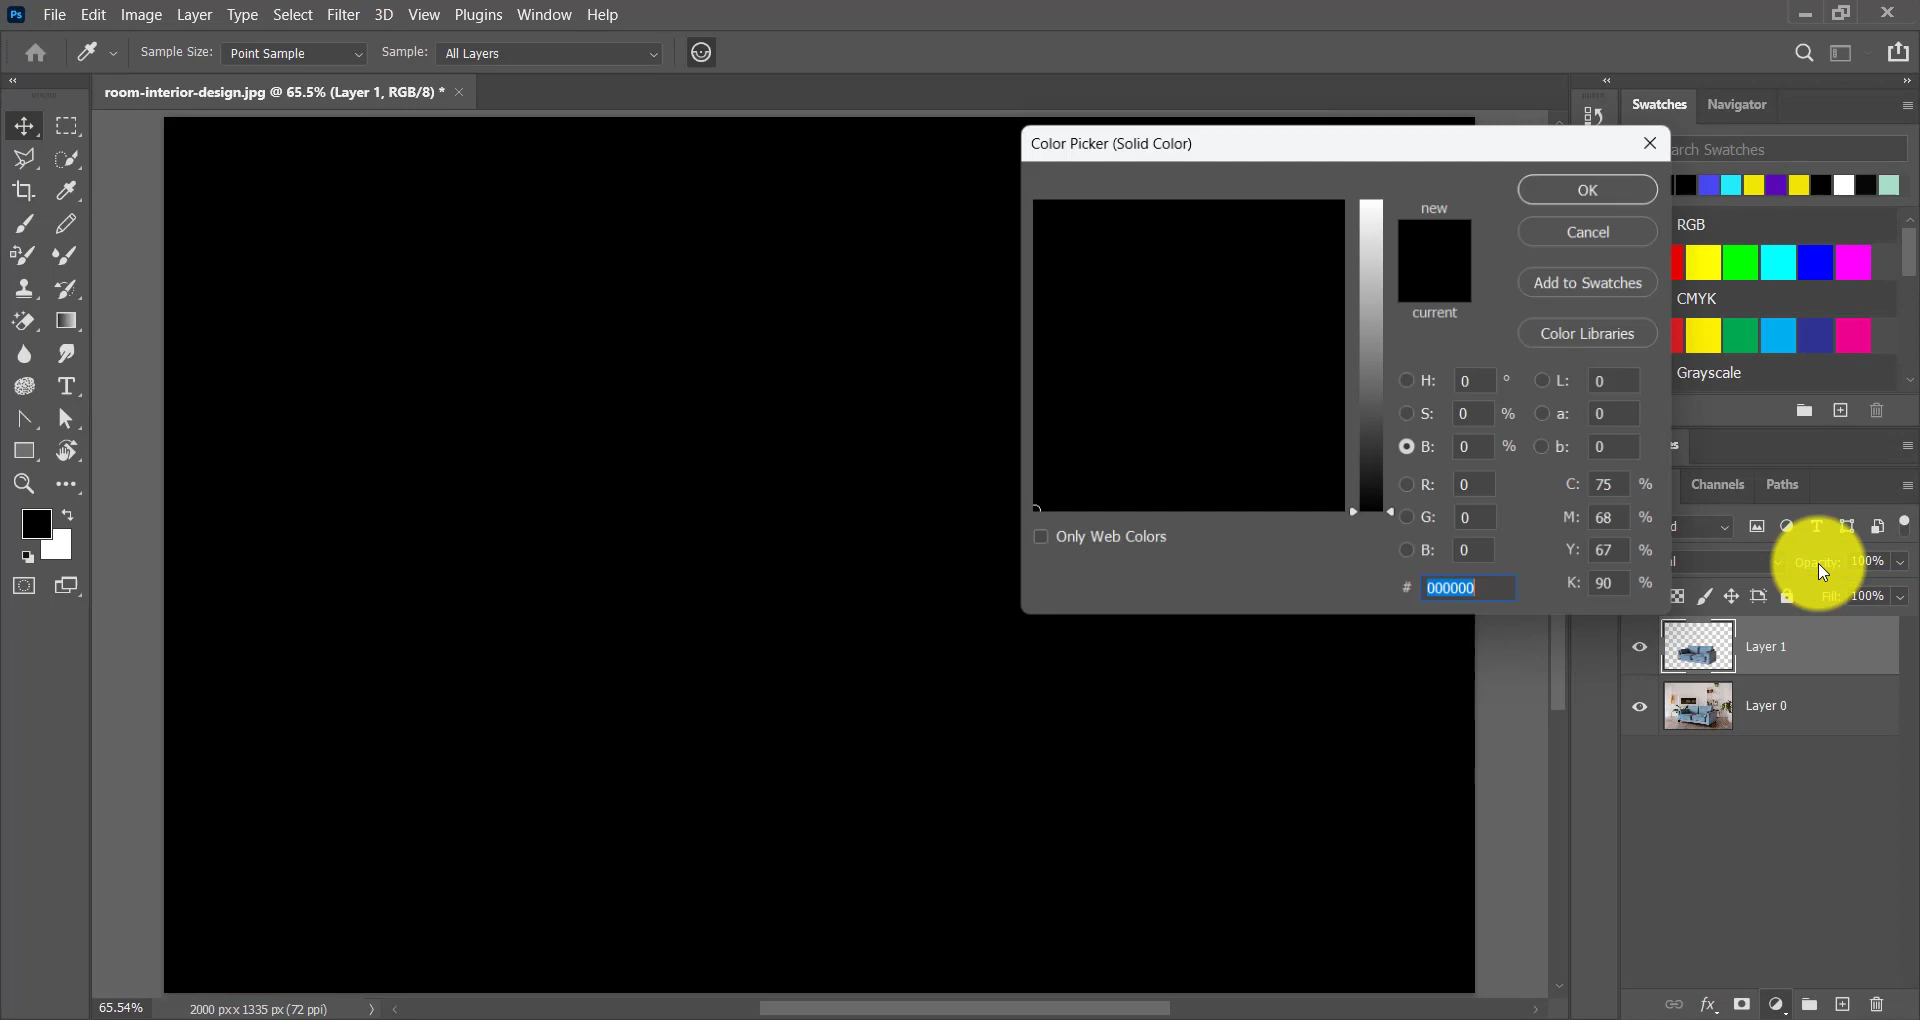 Ps File Edit Image Layer Type Select Filter 3D View Plugins Window Help
Sample Size: Point Sample Sample: All Layers
room-interior-design.jpg @ 65.5% (Layer 1, RGB/8) *
Swatches Navigator
Color Picker (Solid Color)
arch Swatches
OK
new
Cancel
RGB
Add to Swatches
CMYK
current
Color Libraries
Grayscale
H: 0 ° L: 0
S: 0 % a: 0
B: 0 % b: 0
R: 0 C: 75 %
Channels Paths
G: 0 M: 68 %
Only Web Colors
B: 0 Y: 67 %
Opacity: 100%
# 000000 K: 90 %
Fill: 100%
Layer 1
Layer 0
65.54% 2000 px x 1335 px (72 ppi)
fx